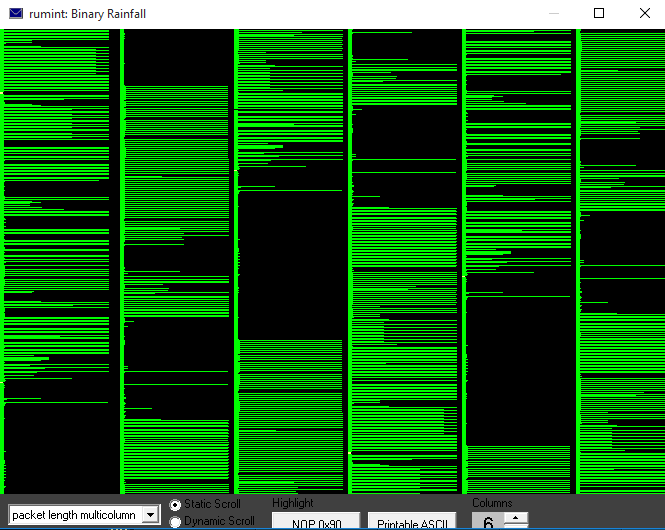 rumint: Binary Rainfall
Static Scroll
Highlight
Columns
packet length multicolumn
Dynamic Scroll
NOP 0x90
Printable ASCII
6